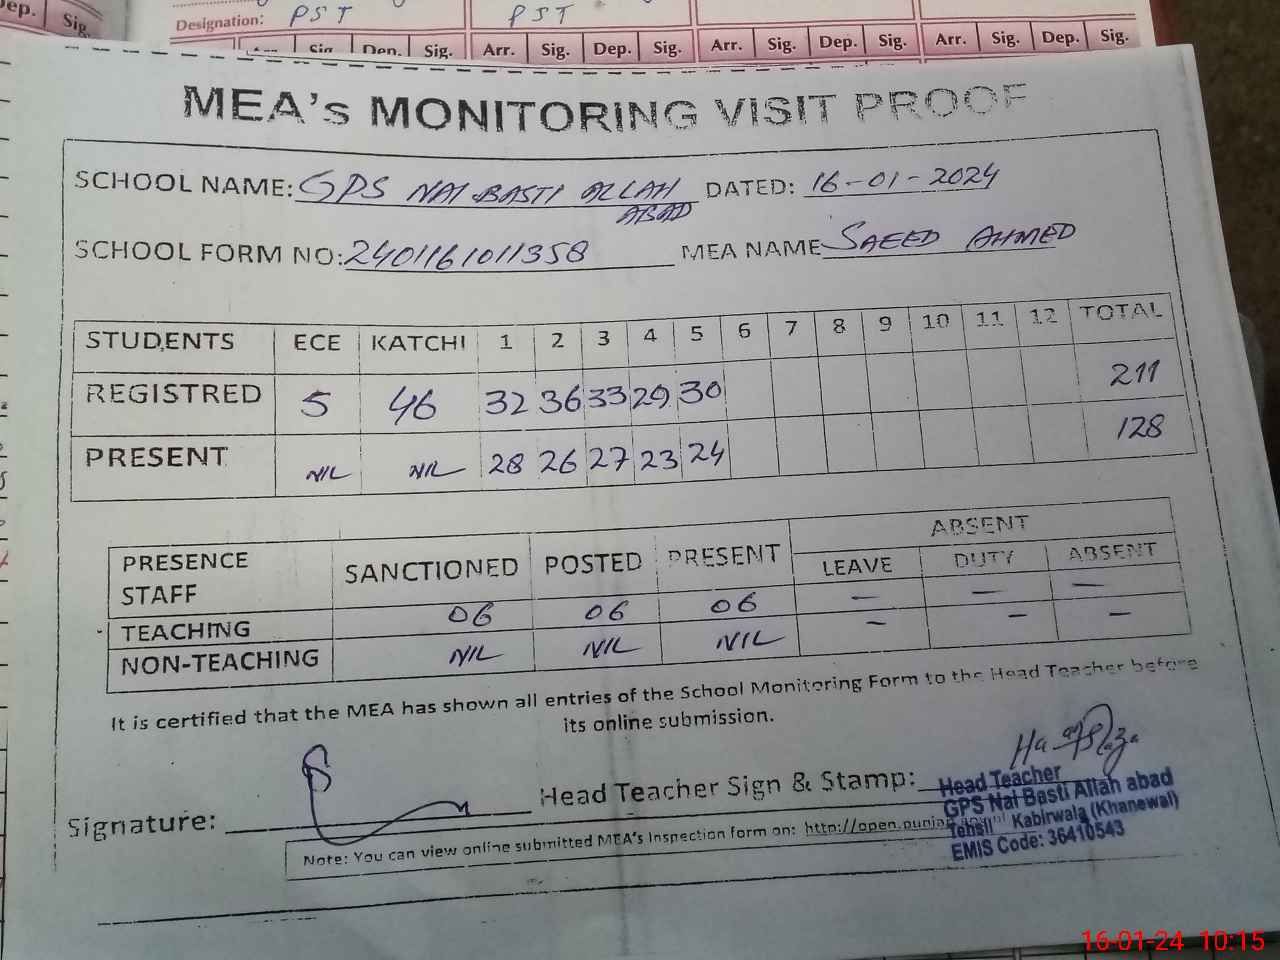 ep. Sig.
Designation: PST PST
Arr. Sig. Dep. Sig. Arr. Sig. Dep. Sig. Arr. Sig. Dep. Sig. Arr. Sig. Dep. Sig.
MEA's MONITORING VISIT PROOF
SCHOOL NAME: GPS NAI BASTI ALLAH ABAD DATED: 16-01-2024
SCHOOL FORM NO: 2401161011358 MEA NAME SAEED AHMED
STUDENTS ECE KATCHI 1 2 3 4 5 6 7 8 9 10 11 12 TOTAL
REGISTRED 5 46 32 36 33 29 30 211
PRESENT NIL NIL 28 26 27 23 24 128
ABSENT
PRESENCE STAFF SANCTIONED POSTED PRESENT LEAVE DUTY ABSENT
TEACHING 06 06 06 — — —
NON-TEACHING NIL NIL NIL — — —
It is certified that the MEA has shown all entries of the School Monitoring Form to the Head Teacher before
its online submission.
Signature: Head Teacher Sign & Stamp:
Head Teacher
GPS Nai Basti Allah abad
Tehsil Kabirwala (Khanewal)
EMIS Code: 36410543
Note: You can view online submitted MEA's Inspection form on: http://open.punjab
16-01-24 10:15